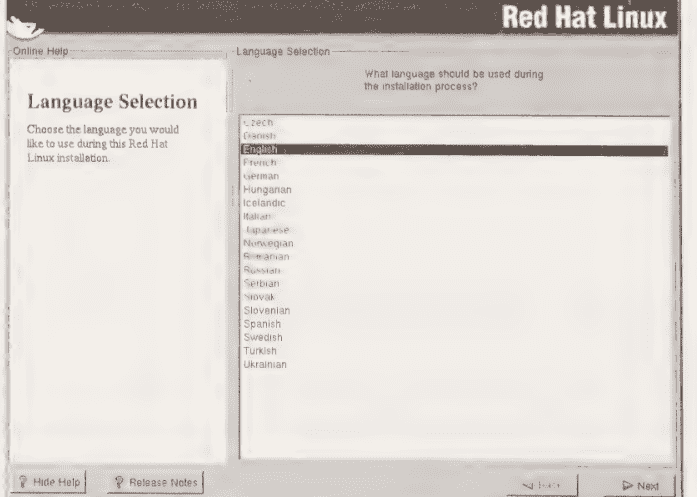 Red Hat Linux
Online Help
Language Selection
Language Selection
Choose the language you would
like to use during this Red Hat
Linux installation.
What language should be used during
the installation process?
Czech
Danish
English
French
German
Hungarian
Icelandic
Italian
Japanese
Norwegian
Romanian
Russian
Serbian
Slovak
Slovenian
Spanish
Swedish
Turkish
Ukrainian
Hide Help
Release Notes
Back
Next